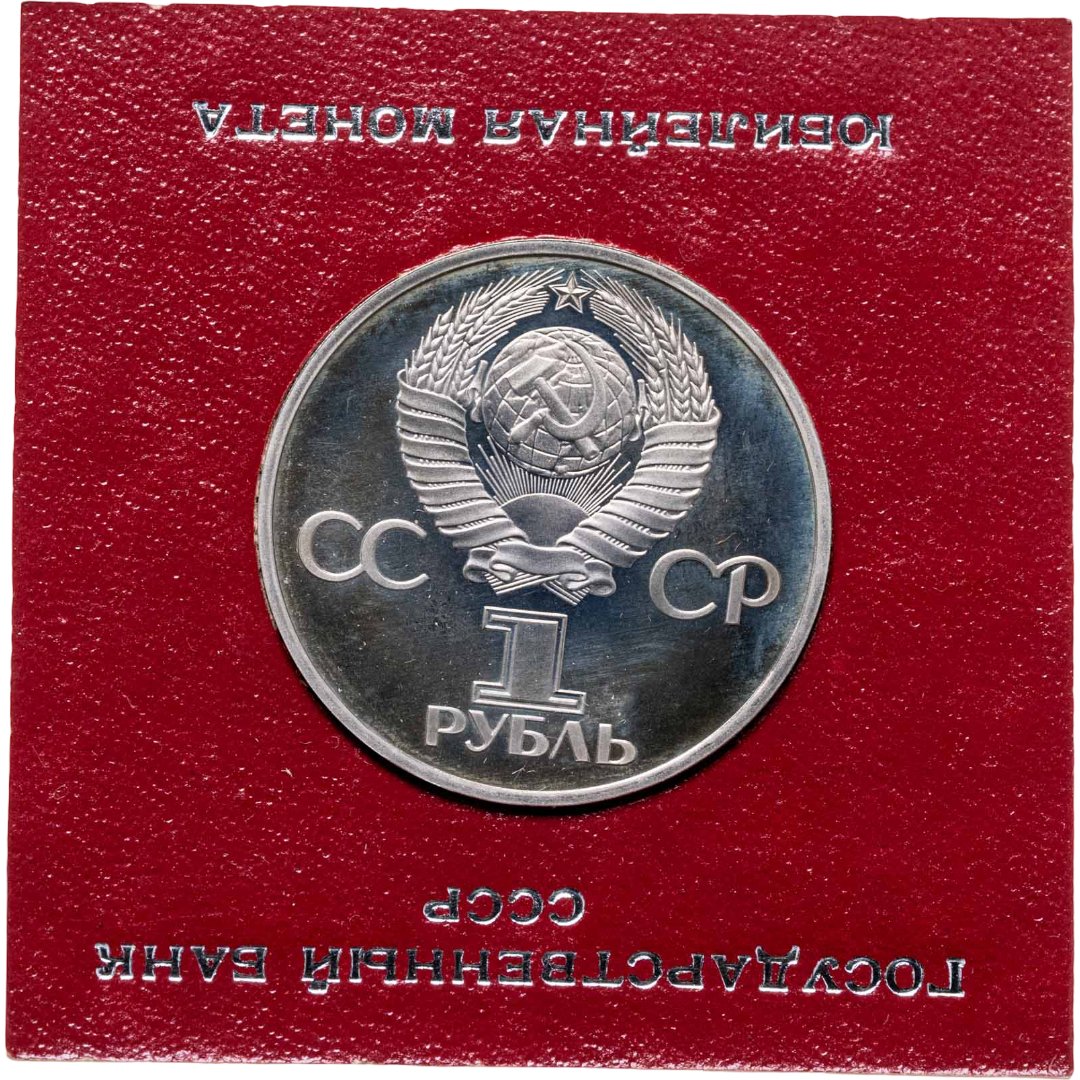 ГОСУДАРСТВЕННЫЙ БАНК
СССР
СС СР
1
РУБЛЬ
ЮБИЛЕЙНАЯ МОНЕТА